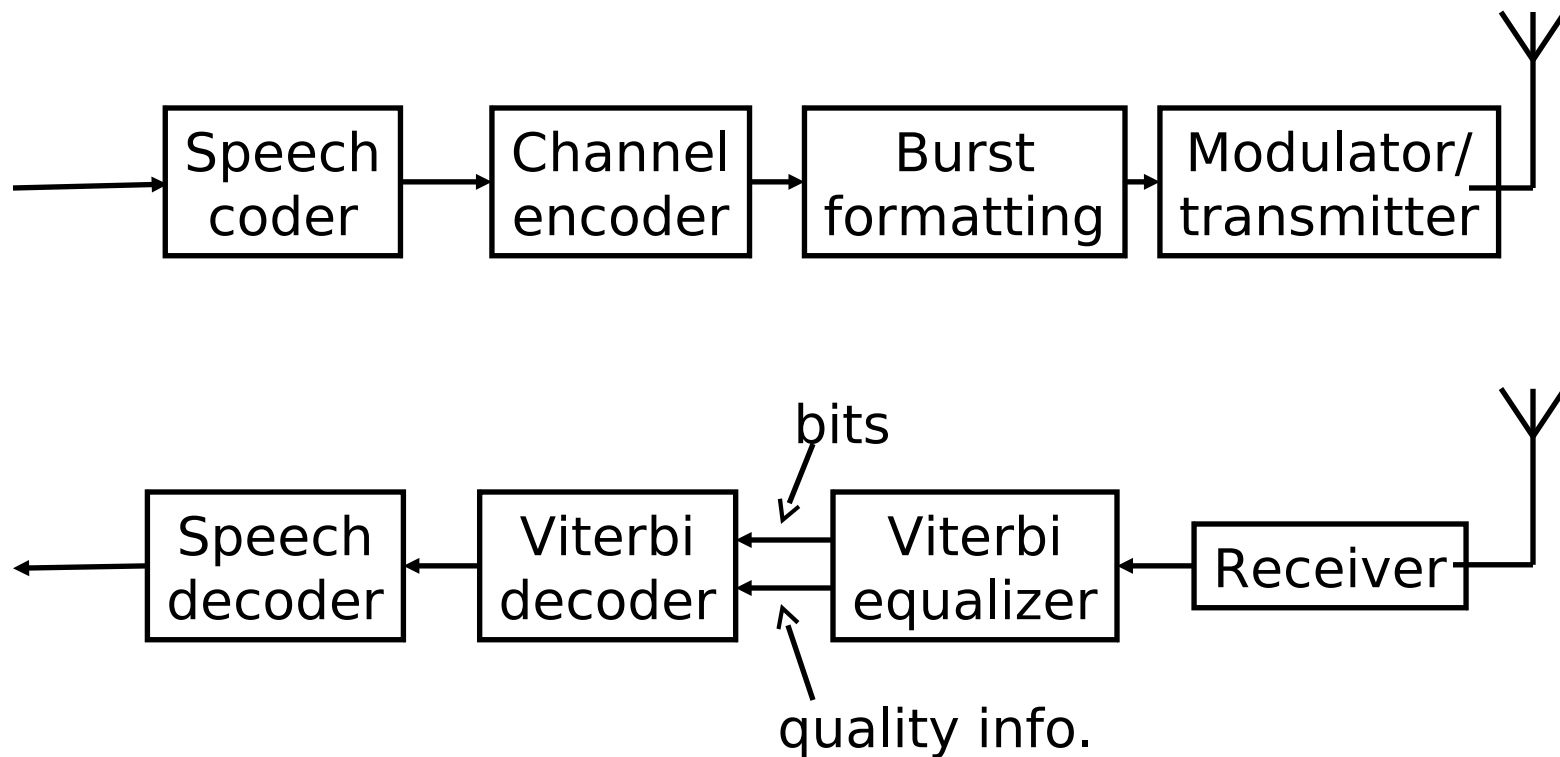 Speech
coder
Channel
encoder
Burst
formatting
Modulator/
transmitter
bits
Speech
decoder
Viterbi
decoder
Viterbi
equalizer
Receiver
quality info.